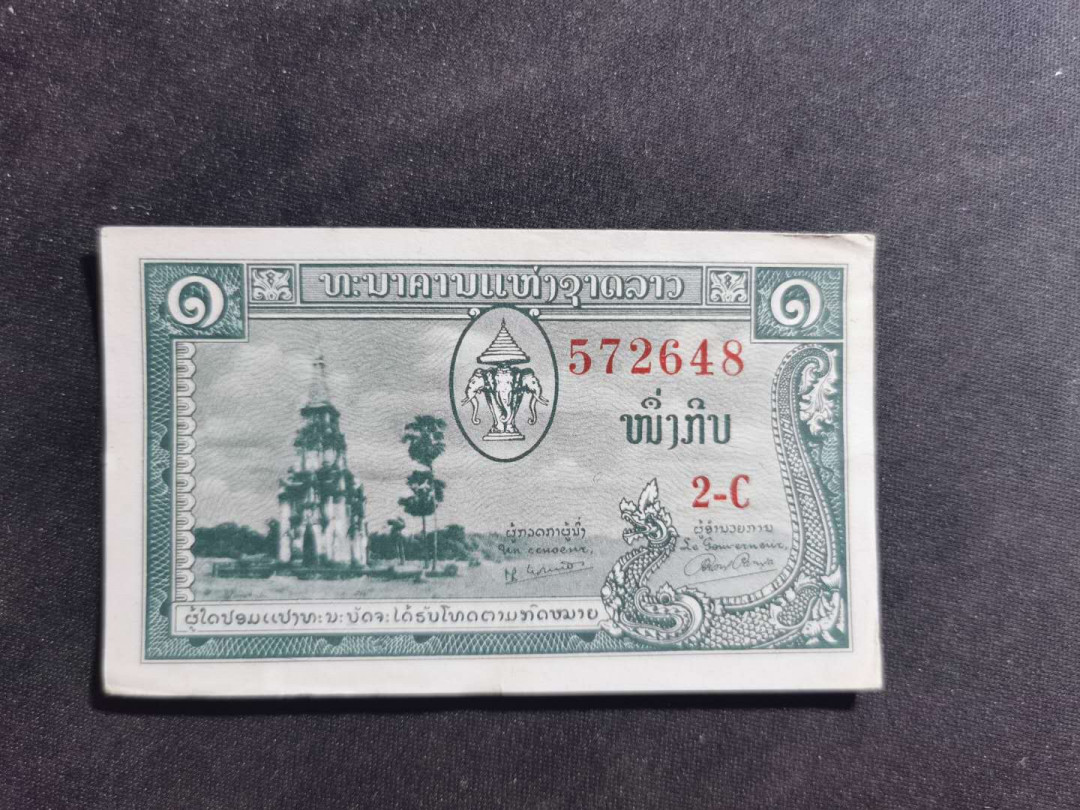 ໑ ທະນາຄານແຫ່ງຊາດລາວ ໑
572648
ໜຶ່ງກີບ
2-C
ຜູ້ກວດກາຜູ້ນຶ່ງ
Un censeur,
ຜູ້ອຳນວຍການ
Le Gouverneur,
ຜູ້ໃດປອມແປງທະນະບັດຈະໄດ້ຮັບໂທດຕາມກົດໝາຍ